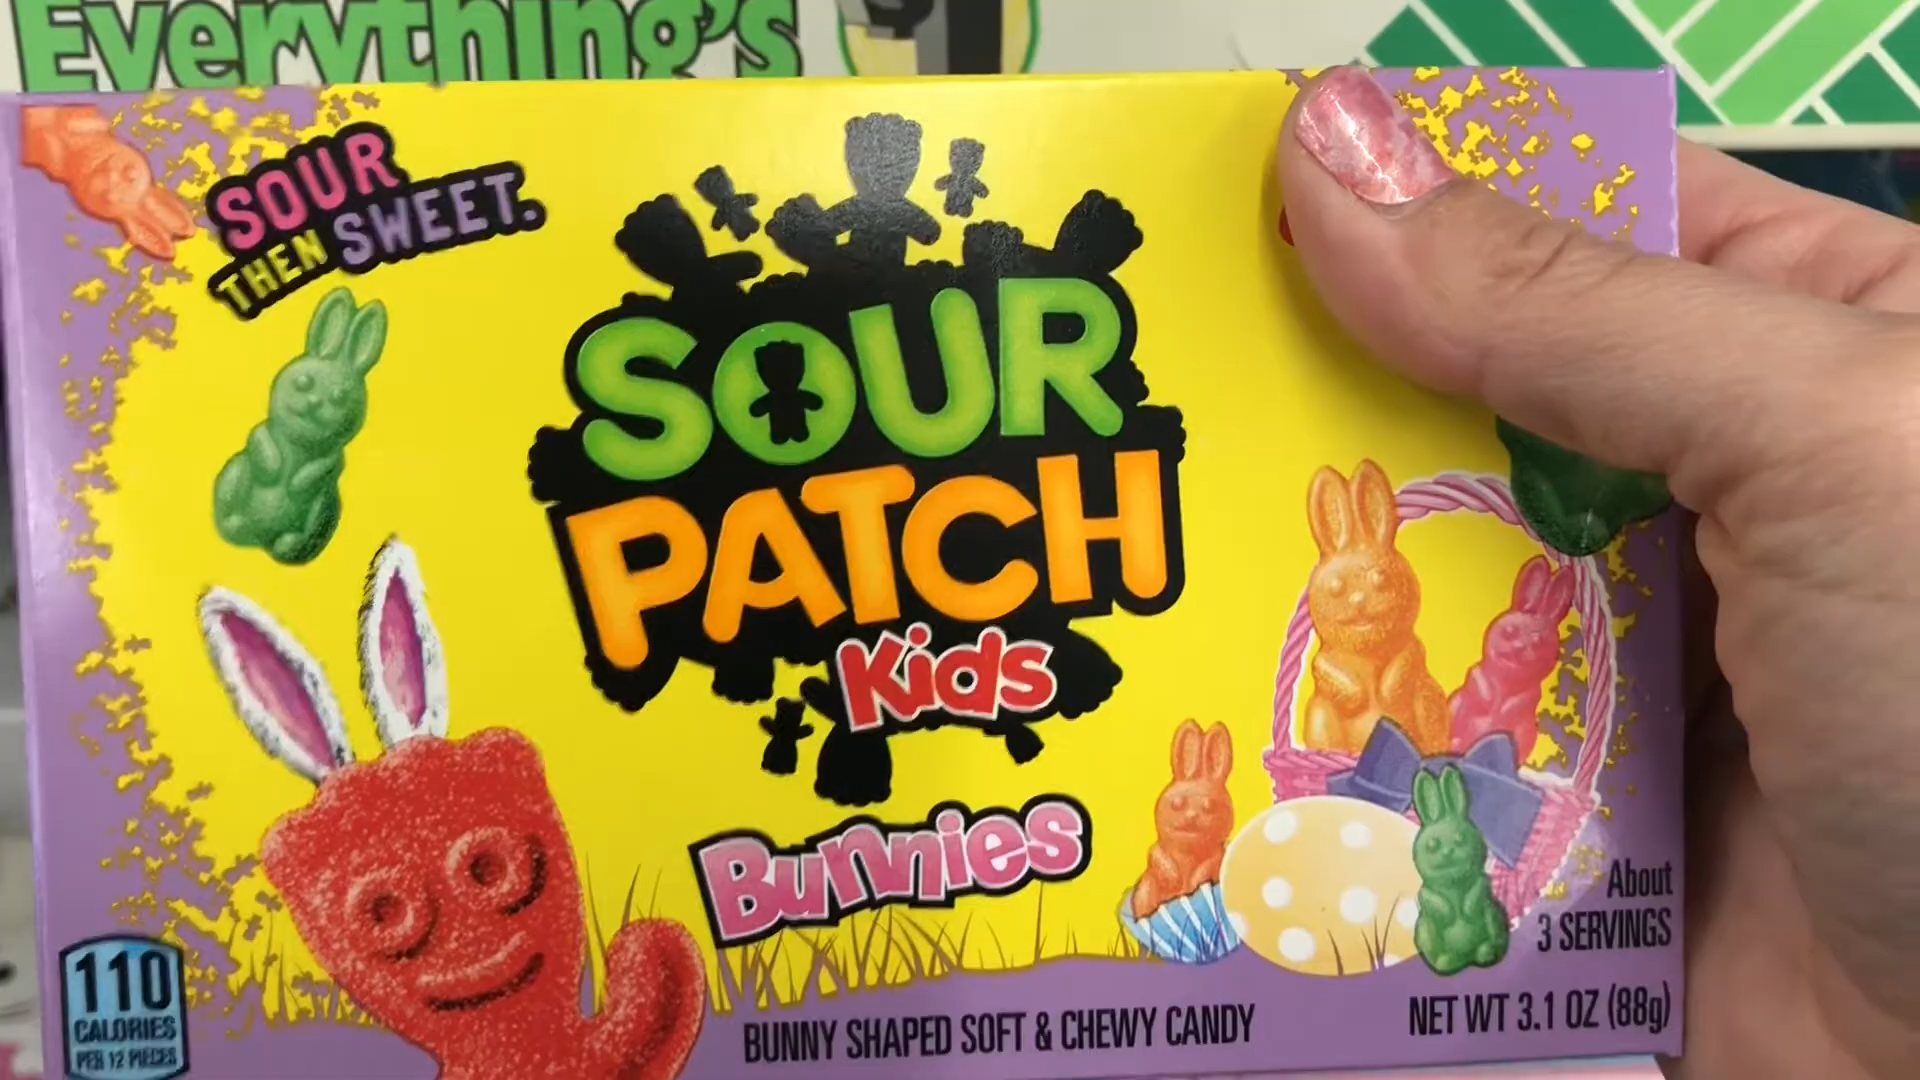 Everything's
SOUR
THEN SWEET.
SOUR
PATCH
Kids
Bunnies
About
3 SERVINGS
110
CALORIES
PER 12 PIECES
BUNNY SHAPED SOFT & CHEWY CANDY
NET WT 3.1 OZ (88g)